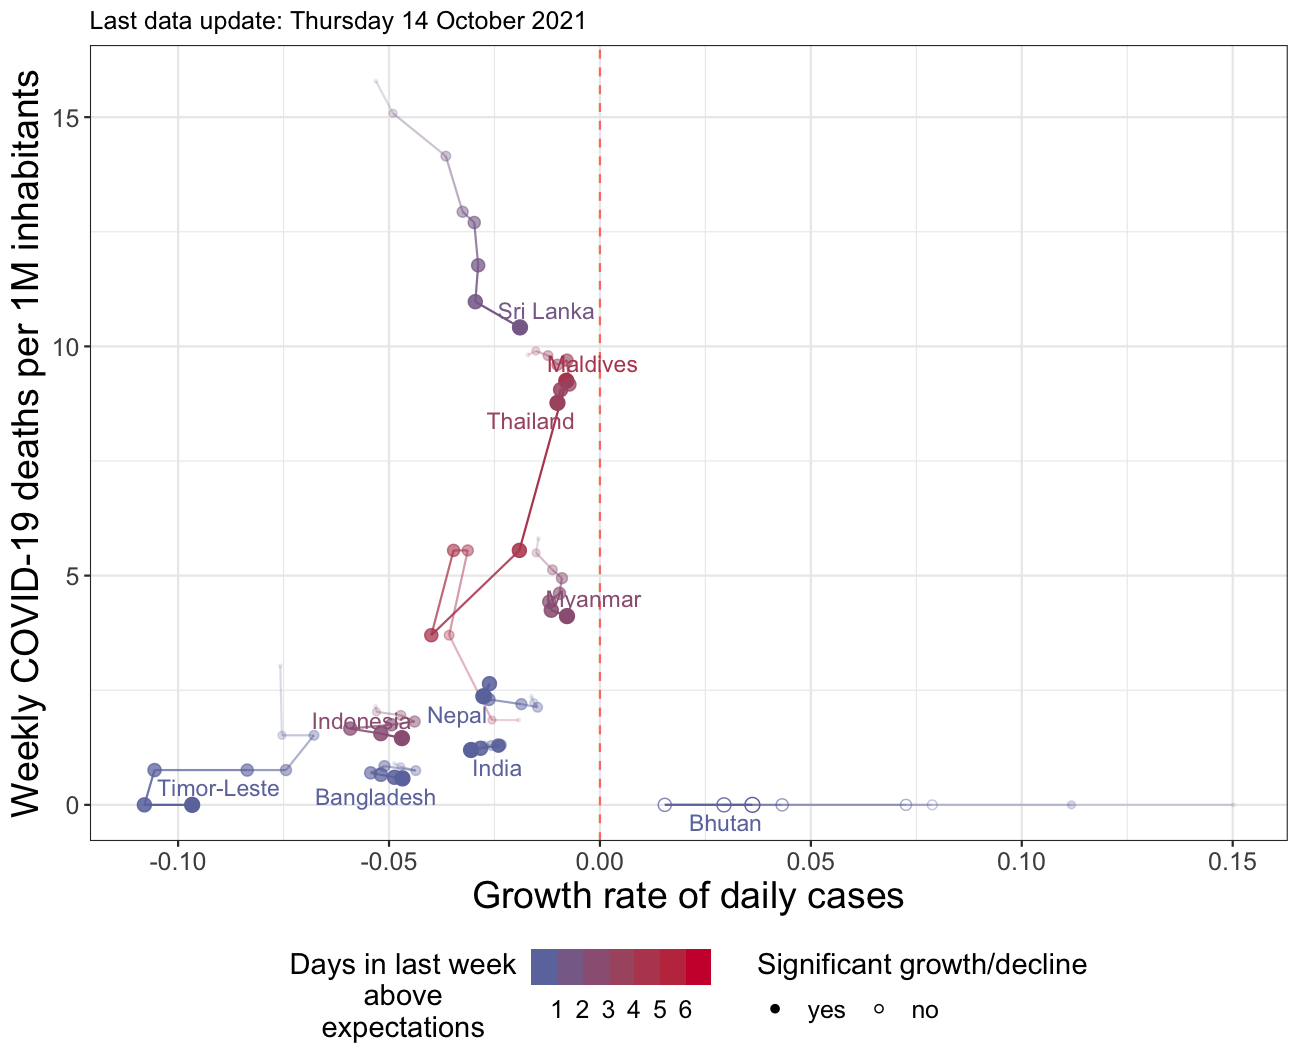 Last data update: Thursday 14 October 2021
Weekly COVID-19 deaths per 1M inhabitants
15
10
5
0
Sri Lanka
Maldives
Thailand
Myanmar
Indonesia
Nepal
India
Timor-Leste
Bangladesh
Bhutan
-0.10 -0.05 0.00 0.05 0.10 0.15
Growth rate of daily cases
Days in last week
above
expectations
1 2 3 4 5 6
Significant growth/decline
yes no